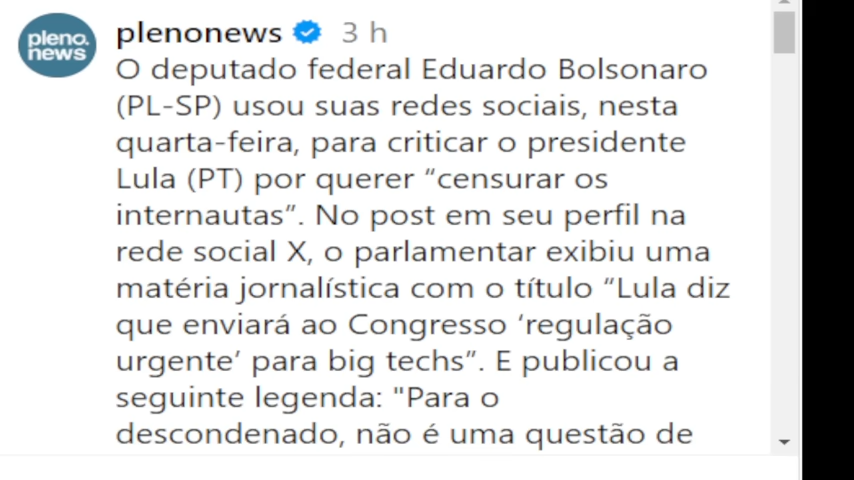 pleno.
news
plenonews 3 h
O deputado federal Eduardo Bolsonaro
(PL-SP) usou suas redes sociais, nesta
quarta-feira, para criticar o presidente
Lula (PT) por querer “censurar os
internautas”. No post em seu perfil na
rede social X, o parlamentar exibiu uma
matéria jornalística com o título “Lula diz
que enviará ao Congresso ‘regulação
urgente’ para big techs”. E publicou a
seguinte legenda: "Para o
descondenado, não é uma questão de